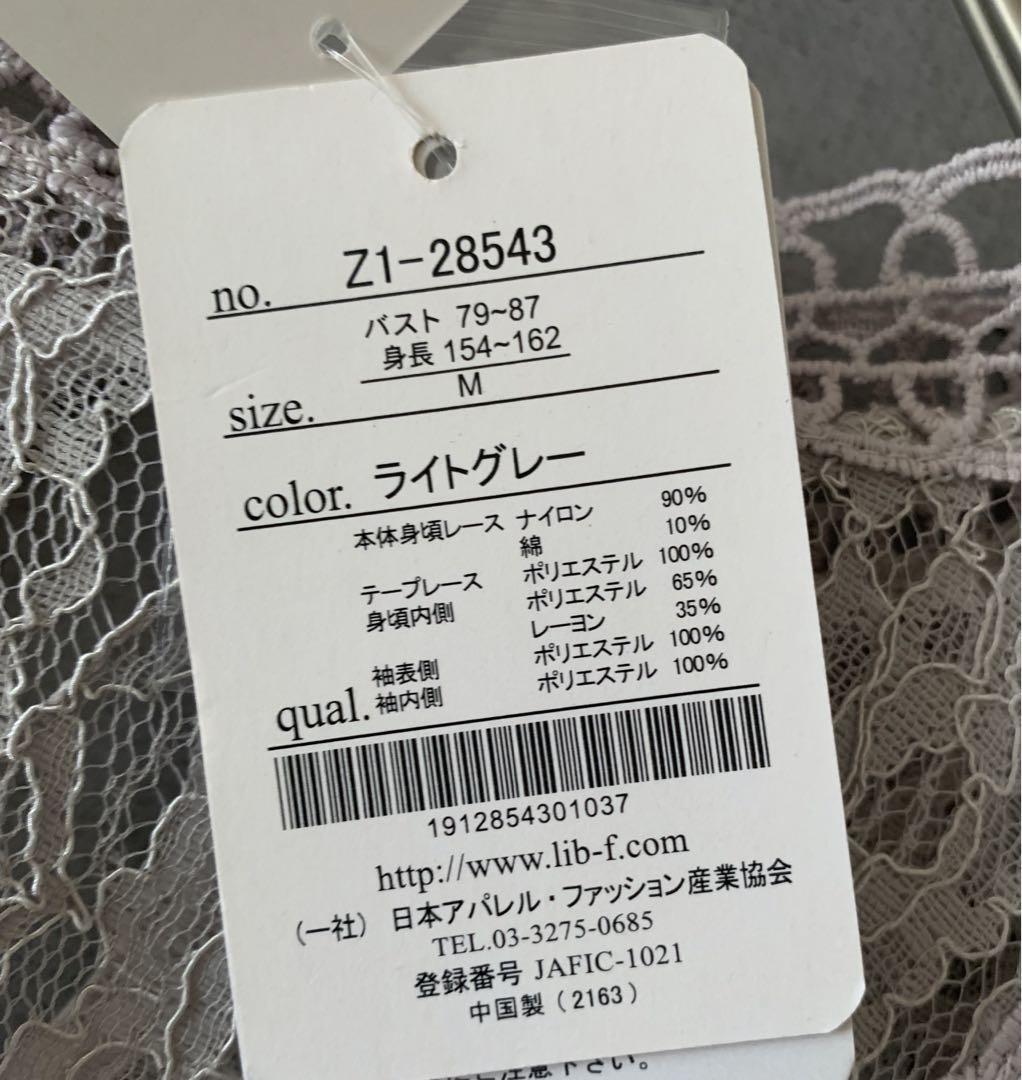 no. Z1-28543
バスト 79~87
身長 154~162
size. M
color. ライトグレー
本体身頃レース ナイロン 90%
綿 10%
テープレース ポリエステル 100%
身頃内側 ポリエステル 65%
レーヨン 35%
袖表側 ポリエステル 100%
袖内側 ポリエステル 100%
qual.
1912854301037
http://www.lib-f.com
(一社) 日本アパレル・ファッション産業協会
TEL.03-3275-0685
登録番号 JAFIC-1021
中国製(2163)
注意下さい。